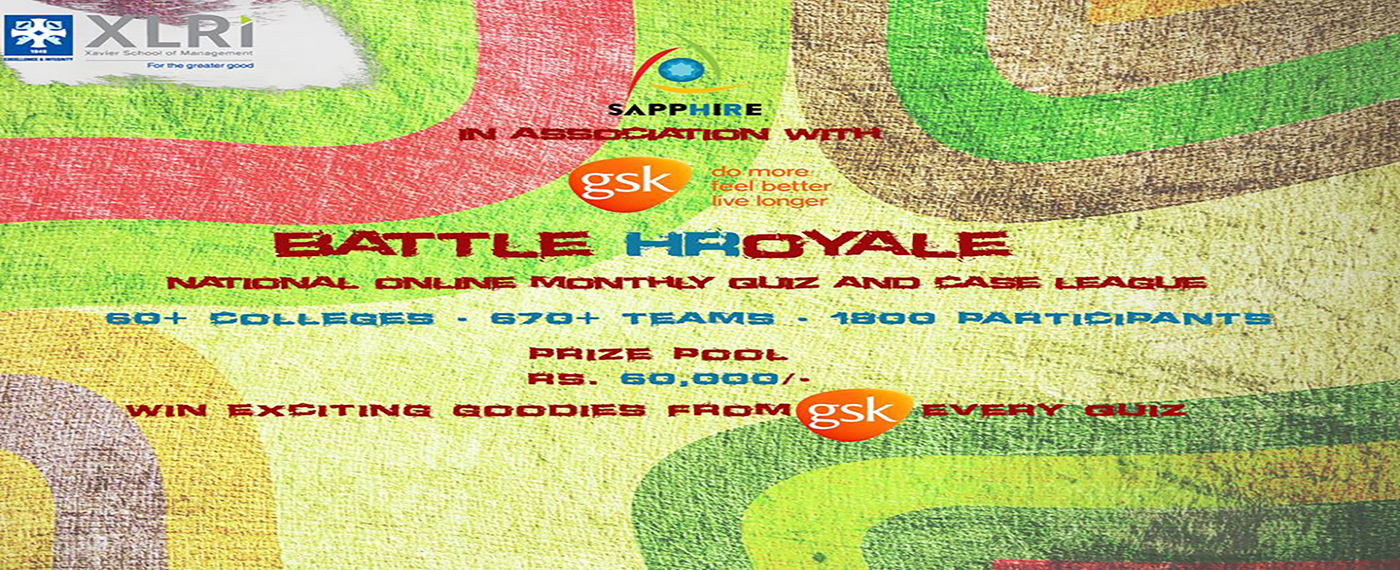 XLRi
Xavier School of Management
1949
EXCELLENCE & INTEGRITY
For the greater good
SAPPHIRE
IN ASSOCIATION WITH
gsk do more
feel better
live longer
BATTLE HROYALE
NATIONAL ONLINE MONTHLY QUIZ AND CASE LEAGUE
60+ COLLEGES - 670+ TEAMS - 1800 PARTICIPANTS
PRIZE POOL
RS. 60,000/-
WIN EXCITING GOODIES FROM gsk EVERY QUIZ